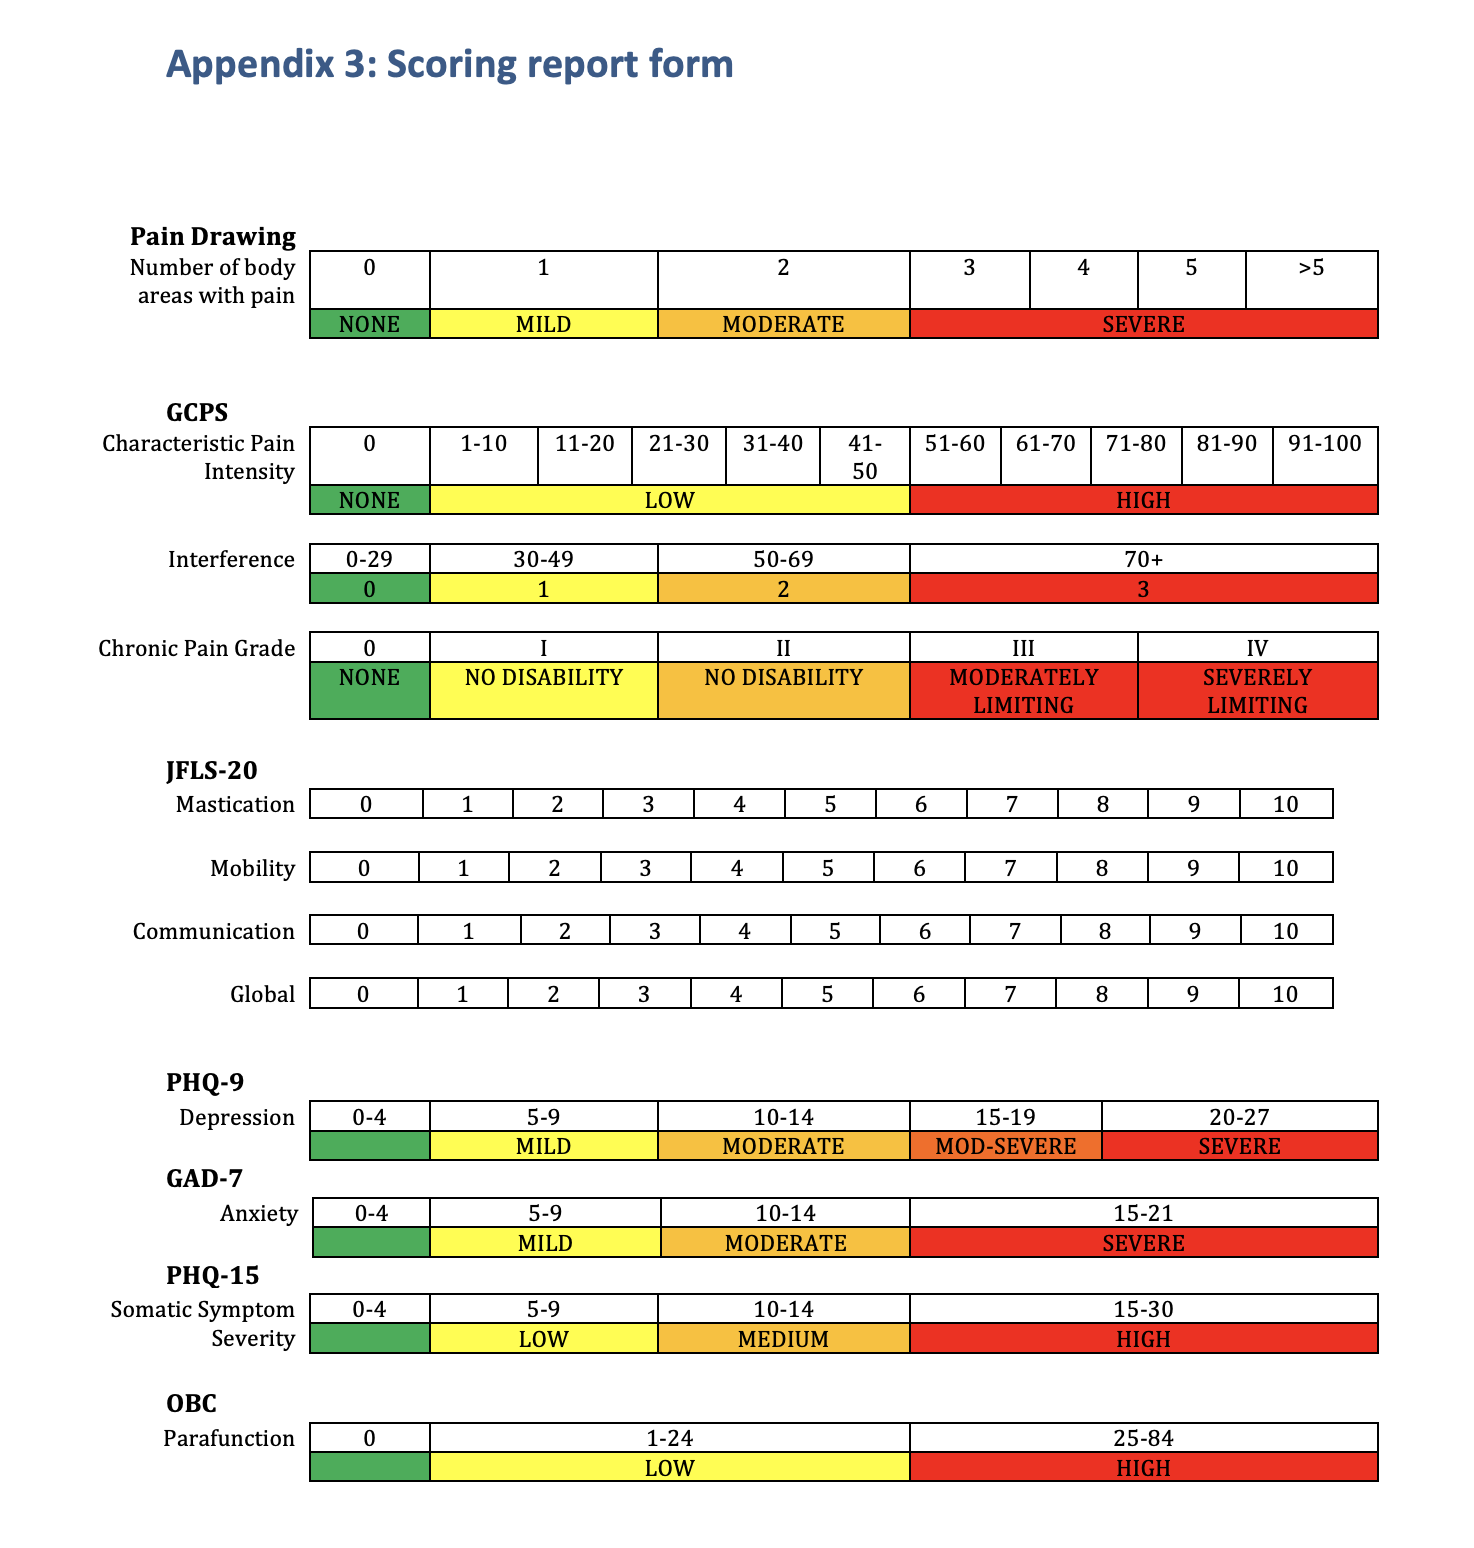 Appendix 3: Scoring report form
Pain Drawing
Number of body areas with pain 0 1 2 3 4 5 >5
NONE MILD MODERATE SEVERE
GCPS
Characteristic Pain Intensity 0 1-10 11-20 21-30 31-40 41-50 51-60 61-70 71-80 81-90 91-100
NONE LOW HIGH
Interference 0-29 30-49 50-69 70+
0 1 2 3
Chronic Pain Grade 0 I II III IV
NONE NO DISABILITY NO DISABILITY MODERATELY LIMITING SEVERELY LIMITING
JFLS-20
Mastication 0 1 2 3 4 5 6 7 8 9 10
Mobility 0 1 2 3 4 5 6 7 8 9 10
Communication 0 1 2 3 4 5 6 7 8 9 10
Global 0 1 2 3 4 5 6 7 8 9 10
PHQ-9
Depression 0-4 5-9 10-14 15-19 20-27
MILD MODERATE MOD-SEVERE SEVERE
GAD-7
Anxiety 0-4 5-9 10-14 15-21
MILD MODERATE SEVERE
PHQ-15
Somatic Symptom Severity 0-4 5-9 10-14 15-30
LOW MEDIUM HIGH
OBC
Parafunction 0 1-24 25-84
LOW HIGH